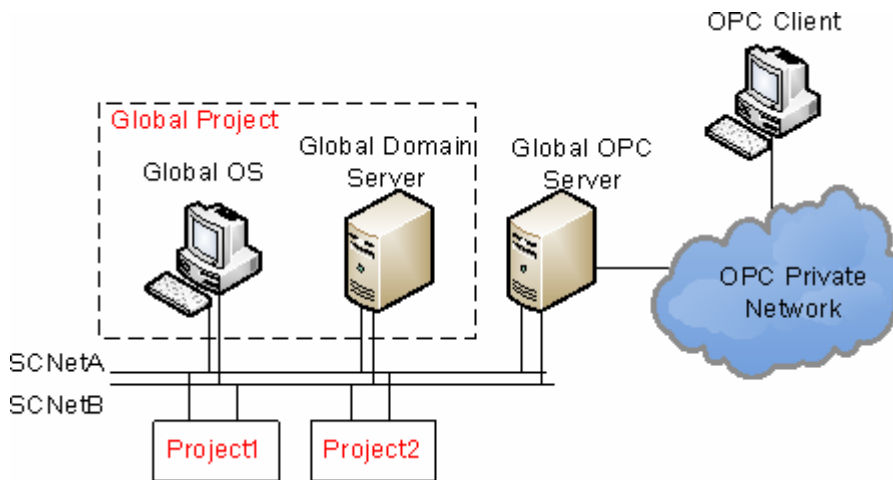 OPC Client
Global Project
Global OS
Global Domain
Server
Global OPC
Server
OPC Private
Network
SCNetA
SCNetB
Project1
Project2